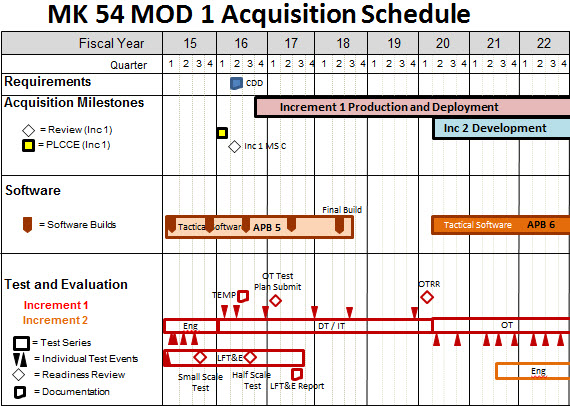 MK 54 MOD 1 Acquisition Schedule
Fiscal Year 15 16 17 18 19 20 21 22
Quarter 1 2 3 4 1 2 3 4 1 2 3 4 1 2 3 4 1 2 3 4 1 2 3 4 1 2 3 4 1 2 3 4
Requirements
CDD
Acquisition Milestones
Increment 1 Production and Deployment
Inc 2 Development
= Review (Inc 1)
= PLCCE (Inc 1)
Inc 1 MS C
Software
Final Build
= Software Builds
Tactical Software APB 5
Tactical Software APB 6
Test and Evaluation
Increment 1
Increment 2
OT Test
Plan Submit
OTRR
TEMP
Eng
DT / IT
OT
= Test Series
= Individual Test Events
= Readiness Review
= Documentation
LFT&E
Small Scale
Test
Half Scale
Test
LFT&E Report
Eng